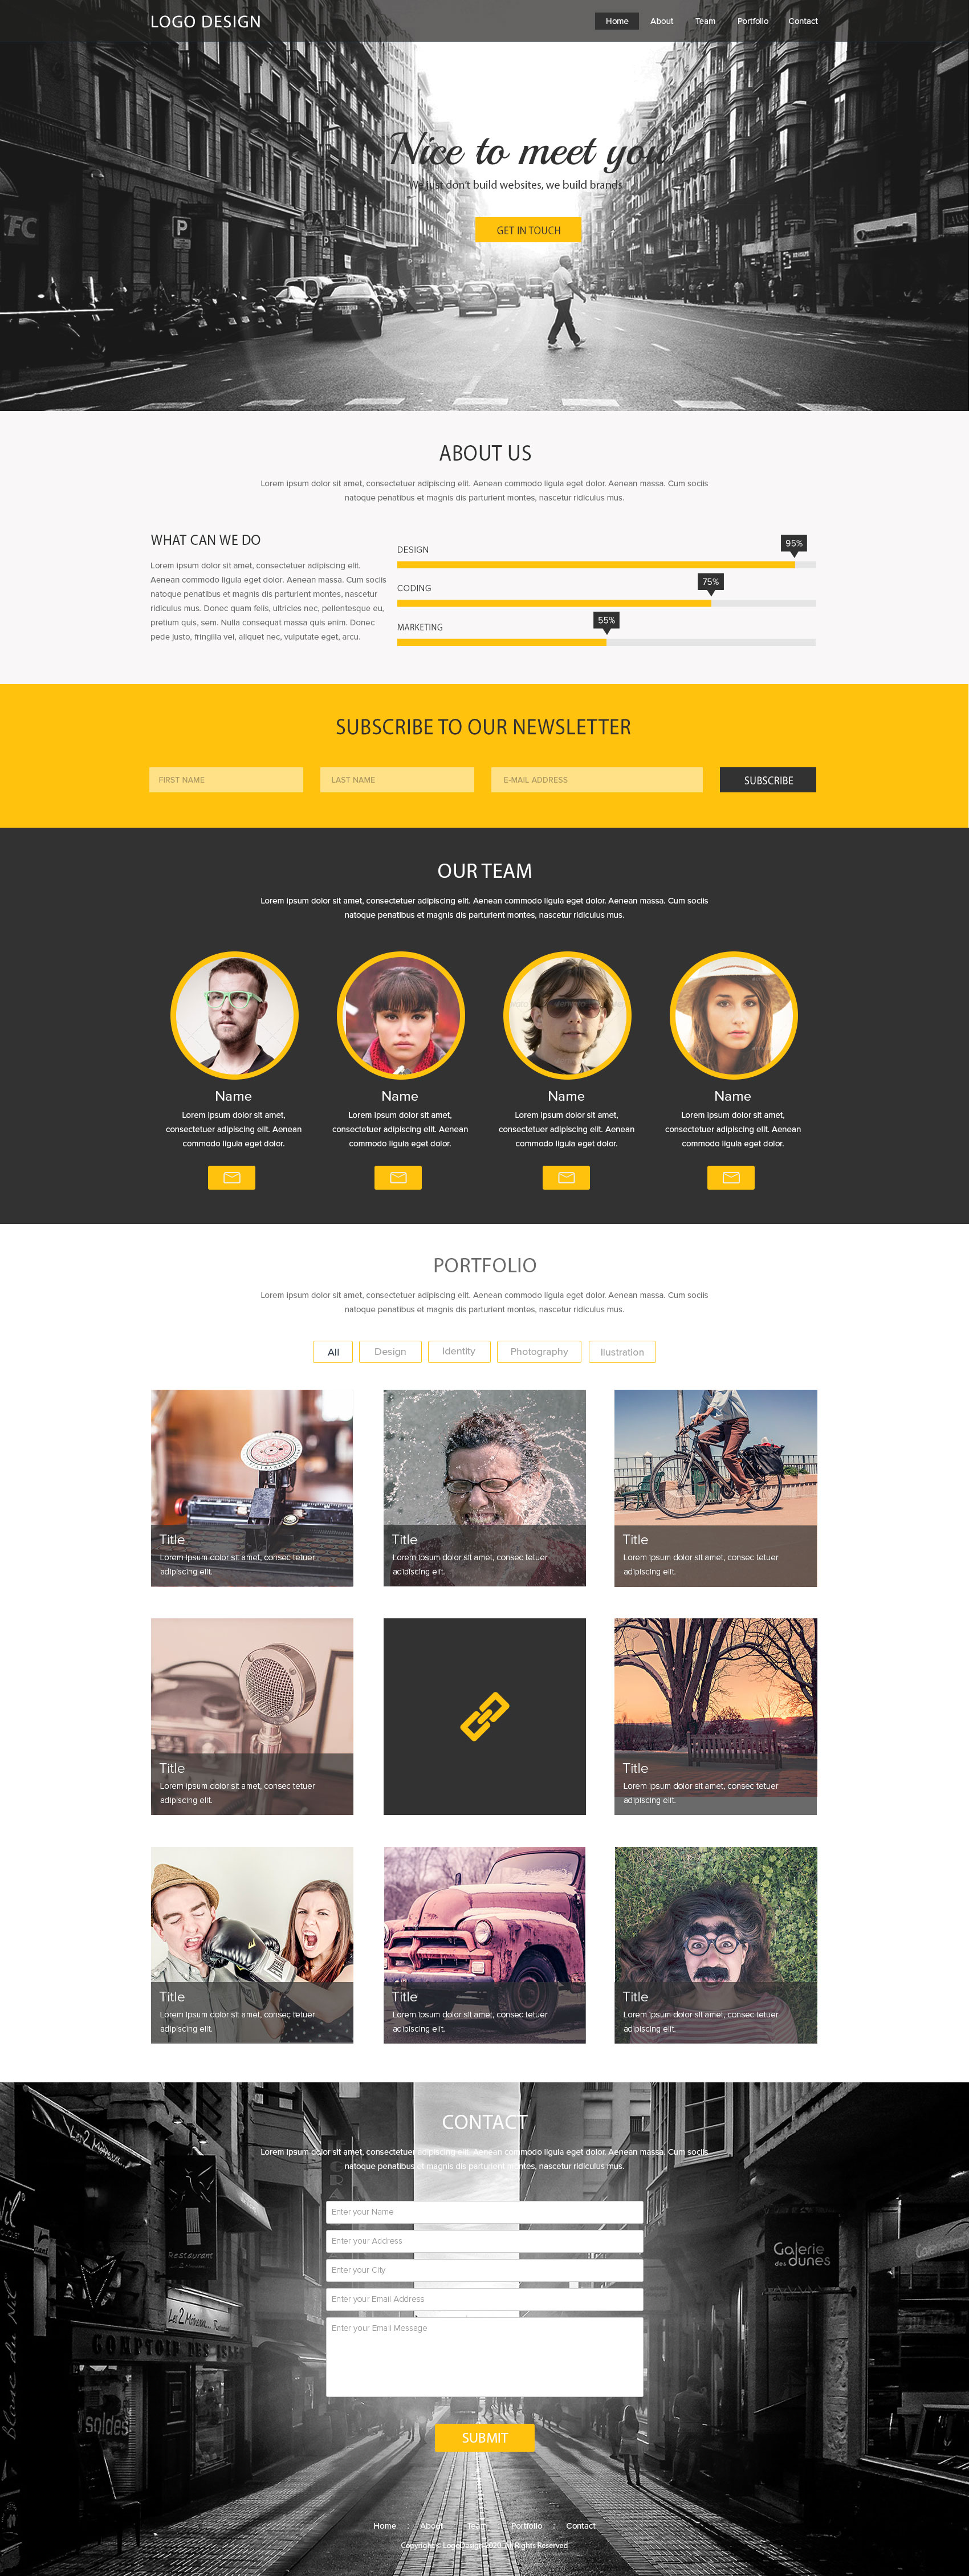 LOGO DESIGN
Home About Team Portfolio Contact
Nice to meet you!
We just don't build websites, we build brands
KFC
P
P
P
GET IN TOUCH
ABOUT US
Lorem ipsum dolor sit amet, consectetuer adipiscing elit. Aenean commodo ligula eget dolor. Aenean massa. Cum sociis
natoque penatibus et magnis dis parturient montes, nascetur ridiculus mus.
WHAT CAN WE DO
Lorem ipsum dolor sit amet, consectetuer adipiscing elit.
Aenean commodo ligula eget dolor. Aenean massa. Cum sociis
natoque penatibus et magnis dis parturient montes, nascetur
ridiculus mus. Donec quam felis, ultricies nec, pellentesque eu,
pretium quis, sem. Nulla consequat massa quis enim. Donec
pede justo, fringilla vel, aliquet nec, vulputate eget, arcu.
DESIGN
95%
CODING
75%
MARKETING
55%
SUBSCRIBE TO OUR NEWSLETTER
FIRST NAME
LAST NAME
E-MAIL ADDRESS
SUBSCRIBE
OUR TEAM
Lorem ipsum dolor sit amet, consectetuer adipiscing elit. Aenean commodo ligula eget dolor. Aenean massa. Cum sociis
natoque penatibus et magnis dis parturient montes, nascetur ridiculus mus.
Name
Lorem ipsum dolor sit amet,
consectetuer adipiscing elit. Aenean
commodo ligula eget dolor.
Name
Lorem ipsum dolor sit amet,
consectetuer adipiscing elit. Aenean
commodo ligula eget dolor.
Name
Lorem ipsum dolor sit amet,
consectetuer adipiscing elit. Aenean
commodo ligula eget dolor.
Name
Lorem ipsum dolor sit amet,
consectetuer adipiscing elit. Aenean
commodo ligula eget dolor.
PORTFOLIO
Lorem ipsum dolor sit amet, consectetuer adipiscing elit. Aenean commodo ligula eget dolor. Aenean massa. Cum sociis
natoque penatibus et magnis dis parturient montes, nascetur ridiculus mus.
All
Design
Identity
Photography
Ilustration
Title
Lorem ipsum dolor sit amet, consec tetuer
adipiscing elit.
Title
Lorem ipsum dolor sit amet, consec tetuer
adipiscing elit.
Title
Lorem ipsum dolor sit amet, consec tetuer
adipiscing elit.
Title
Lorem ipsum dolor sit amet, consec tetuer
adipiscing elit.
Title
Lorem ipsum dolor sit amet, consec tetuer
adipiscing elit.
Title
Lorem ipsum dolor sit amet, consec tetuer
adipiscing elit.
Title
Lorem ipsum dolor sit amet, consec tetuer
adipiscing elit.
Title
Lorem ipsum dolor sit amet, consec tetuer
adipiscing elit.
CONTACT
Lorem ipsum dolor sit amet, consectetuer adipiscing elit. Aenean commodo ligula eget dolor. Aenean massa. Cum sociis
natoque penatibus et magnis dis parturient montes, nascetur ridiculus mus.
Enter your Name
Enter your Address
Enter your City
Enter your Email Address
Enter your Email Message
Restaurant
Galerie
des dunes
Les 2
COMPTOIR DES
soldes
SUBMIT
Home : About : Team : Portfolio : Contact
Copyright © LogoDesign 2020. All Rights Reserved